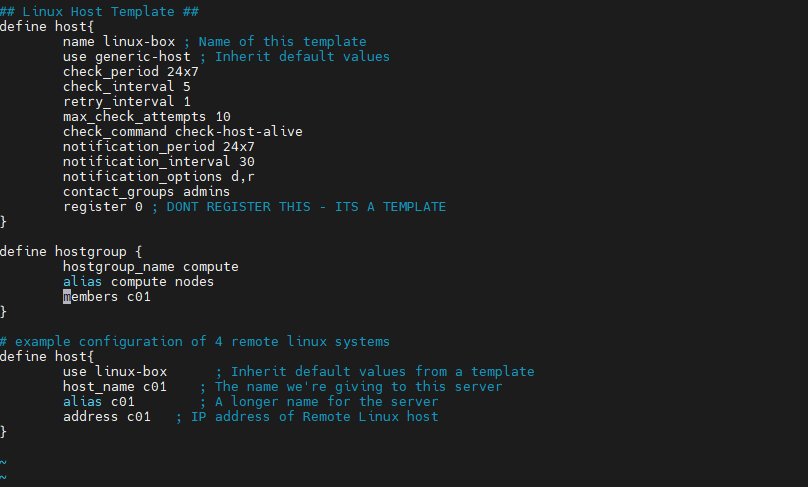 ## Linux Host Template ##
define host{
name linux-box ; Name of this template
use generic-host ; Inherit default values
check_period 24x7
check_interval 5
retry_interval 1
max_check_attempts 10
check_command check-host-alive
notification_period 24x7
notification_interval 30
notification_options d,r
contact_groups admins
register 0 ; DONT REGISTER THIS - ITS A TEMPLATE
}
define hostgroup {
hostgroup_name compute
alias compute nodes
members c01
}
# example configuration of 4 remote linux systems
define host{
use linux-box ; Inherit default values from a template
host_name c01 ; The name we're giving to this server
alias c01 ; A longer name for the server
address c01 ; IP address of Remote Linux host
}
~
~